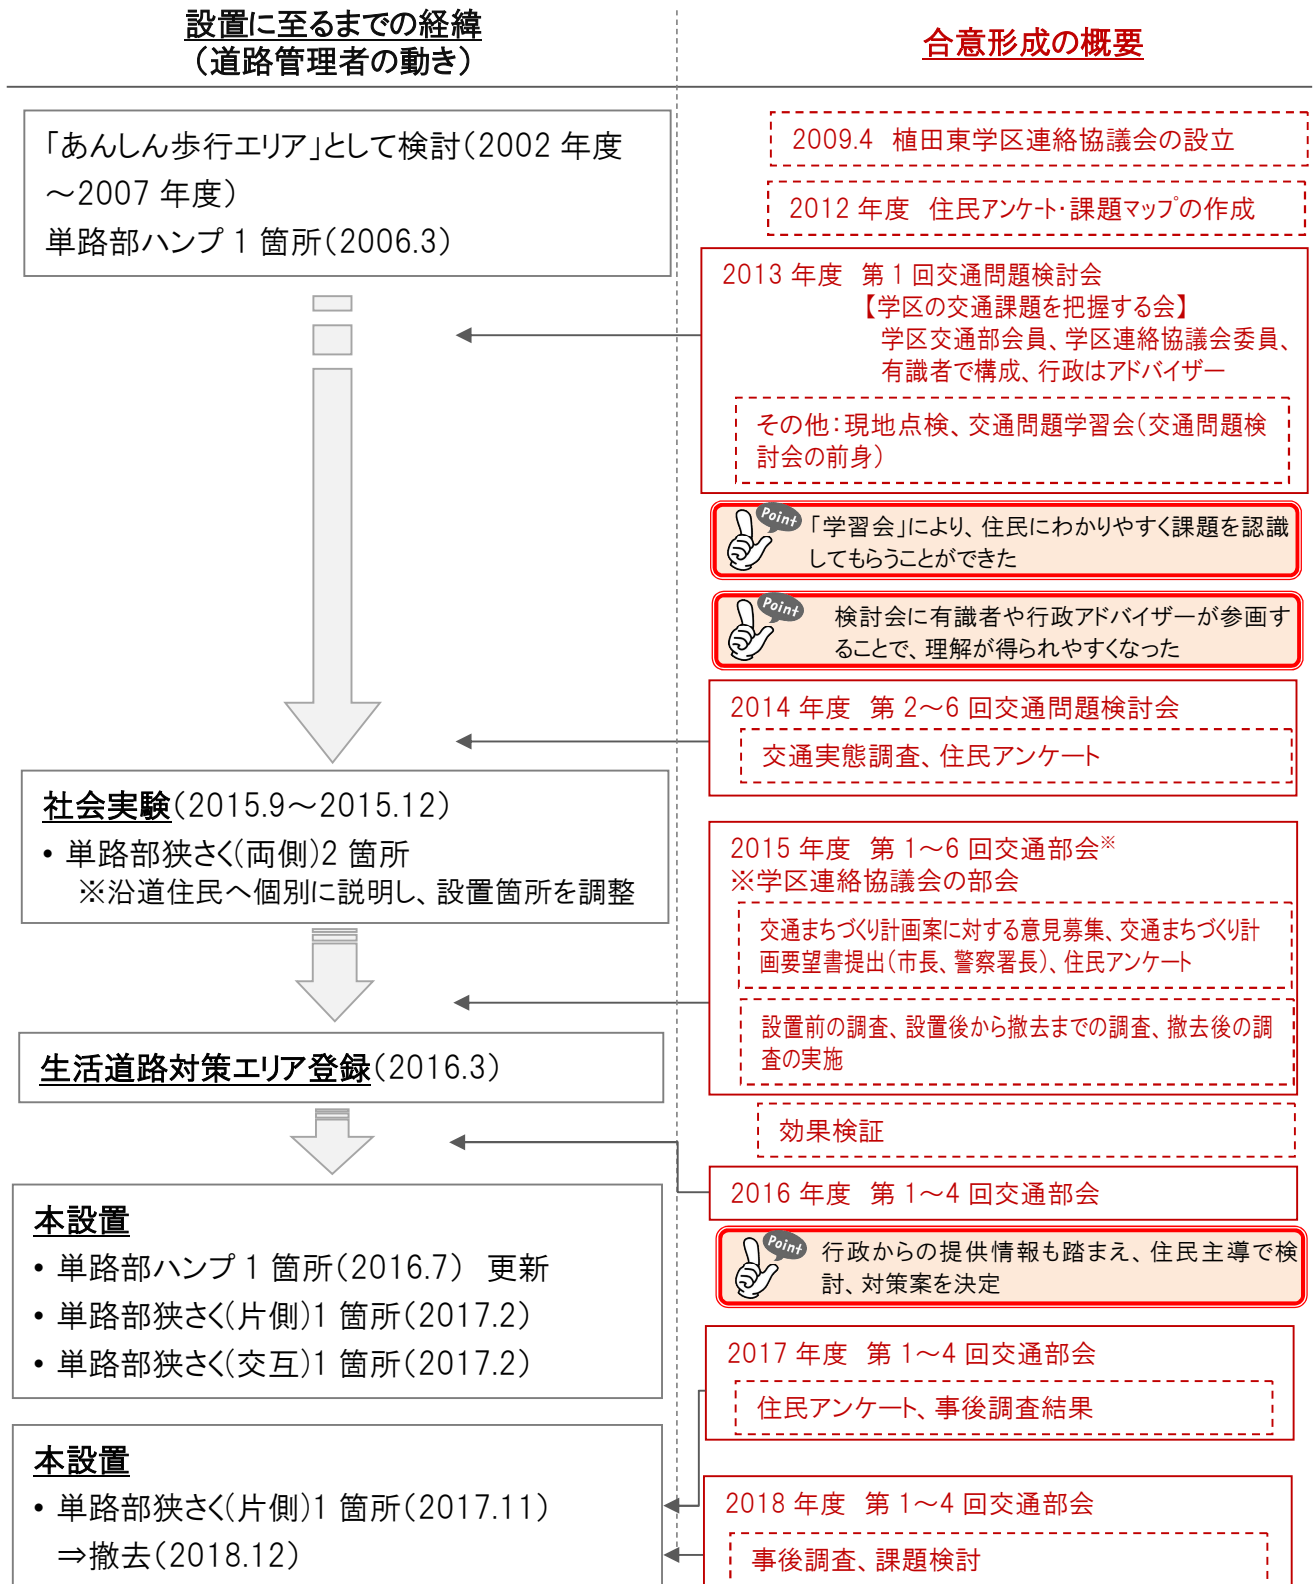 設置に至るまでの経緯
（道路管理者の動き）
「あんしん歩行エリア」として検討（2002 年度
～2007 年度）
単路部ハンプ 1 箇所（2006.3）
社会実験（2015.9～2015.12）
• 単路部狭さく（両側）2 箇所
※沿道住民へ個別に説明し、設置箇所を調整
生活道路対策エリア登録（2016.3）
本設置
• 単路部ハンプ 1 箇所（2016.7） 更新
• 単路部狭さく（片側）1 箇所（2017.2）
• 単路部狭さく（交互）1 箇所（2017.2）
本設置
• 単路部狭さく（片側）1 箇所（2017.11）
⇒撤去（2018.12）
合意形成の概要
2009.4 植田東学区連絡協議会の設立
2012 年度 住民アンケート・課題マップの作成
2013 年度 第 1 回交通問題検討会
【学区の交通課題を把握する会】
学区交通部会員、学区連絡協議会委員、
有識者で構成、行政はアドバイザー
その他：現地点検、交通問題学習会（交通問題検
討会の前身）
Point
「学習会」により、住民にわかりやすく課題を認識
してもらうことができた
Point
検討会に有識者や行政アドバイザーが参画す
ることで、理解が得られやすくなった
2014 年度 第 2～6 回交通問題検討会
交通実態調査、住民アンケート
2015 年度 第 1～6 回交通部会※
※学区連絡協議会の部会
交通まちづくり計画案に対する意見募集、交通まちづくり計
画要望書提出（市長、警察署長）、住民アンケート
設置前の調査、設置後から撤去までの調査、撤去後の調
査の実施
効果検証
2016 年度 第 1～4 回交通部会
Point
行政からの提供情報も踏まえ、住民主導で検
討、対策案を決定
2017 年度 第 1～4 回交通部会
住民アンケート、事後調査結果
2018 年度 第 1～4 回交通部会
事後調査、課題検討